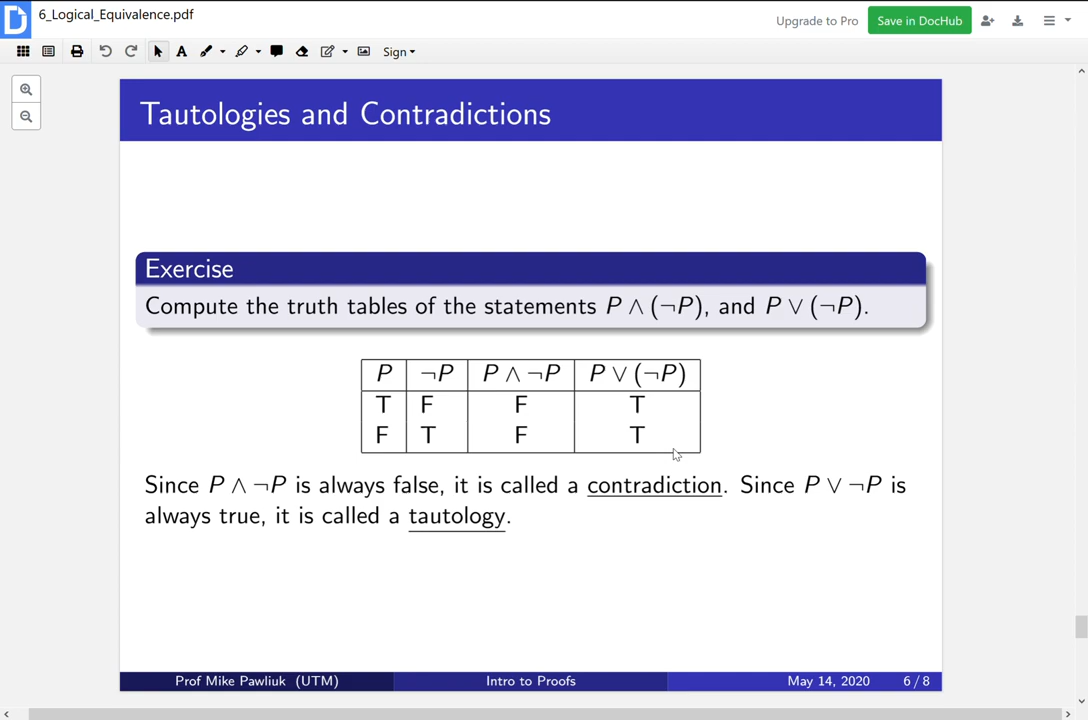 6_Logical_Equivalence.pdf
Upgrade to Pro
Save in DocHub
A
Sign
Tautologies and Contradictions
Exercise
Compute the truth tables of the statements P ∧ (¬P), and P ∨ (¬P).
P ¬P P ∧ ¬P P ∨ (¬P)
T F F T
F T F T
Since P ∧ ¬P is always false, it is called a contradiction. Since P ∨ ¬P is
always true, it is called a tautology.
Prof Mike Pawliuk (UTM) Intro to Proofs May 14, 2020 6 / 8